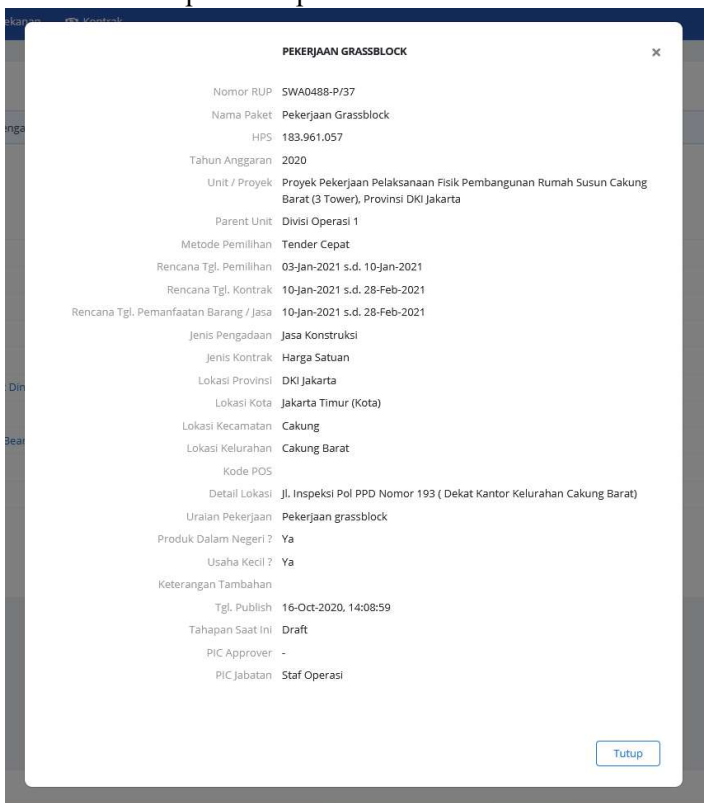 Kontrak
PEKERJAAN GRASSBLOCK ×
Nomor RUP SWA0488-P/37
Nama Paket Pekerjaan Grassblock
HPS 183.961.057
Tahun Anggaran 2020
Unit / Proyek Proyek Pekerjaan Pelaksanaan Fisik Pembangunan Rumah Susun Cakung
Barat (3 Tower), Provinsi DKI Jakarta
Parent Unit Divisi Operasi 1
Metode Pemilihan Tender Cepat
Rencana Tgl. Pemilihan 03-Jan-2021 s.d. 10-Jan-2021
Rencana Tgl. Kontrak 10-Jan-2021 s.d. 28-Feb-2021
Rencana Tgl. Pemanfaatan Barang / Jasa 10-Jan-2021 s.d. 28-Feb-2021
Jenis Pengadaan Jasa Konstruksi
Jenis Kontrak Harga Satuan
Lokasi Provinsi DKI Jakarta
Lokasi Kota Jakarta Timur (Kota)
Lokasi Kecamatan Cakung
Lokasi Kelurahan Cakung Barat
Kode POS
Detail Lokasi Jl. Inspeksi Pol PPD Nomor 193 ( Dekat Kantor Kelurahan Cakung Barat)
Uraian Pekerjaan Pekerjaan grassblock
Produk Dalam Negeri ? Ya
Usaha Kecil ? Ya
Keterangan Tambahan
Tgl. Publish 16-Oct-2020, 14:08:59
Tahapan Saat Ini Draft
PIC Approver -
PIC Jabatan Staf Operasi
Tutup